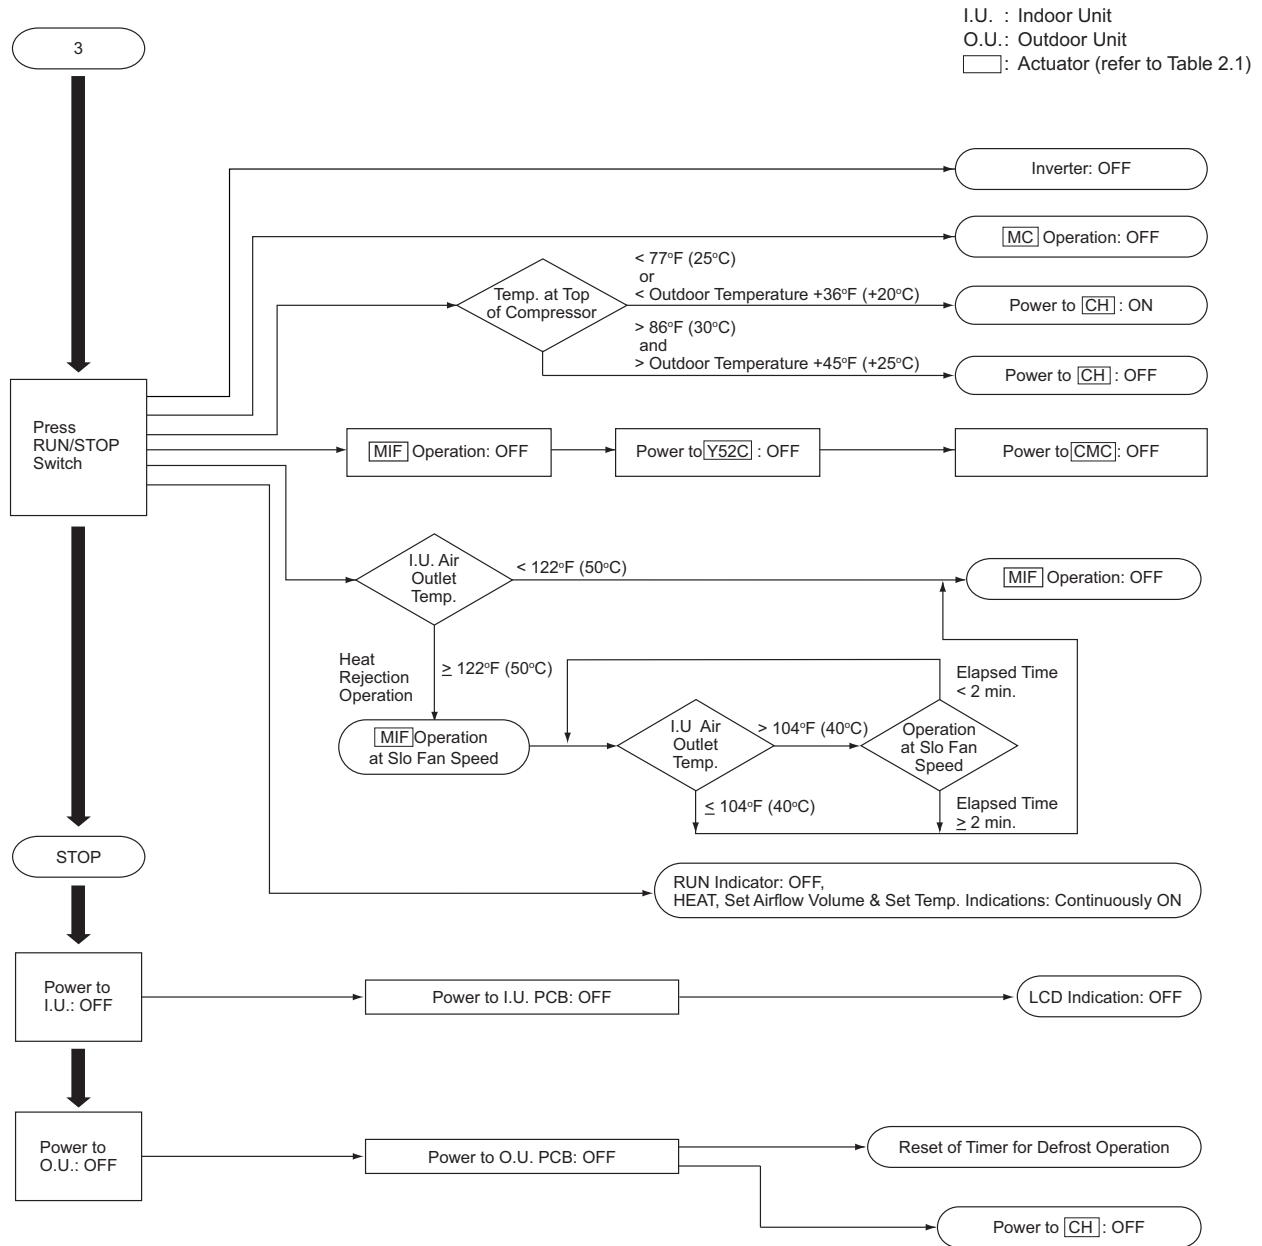 I.U. : Indoor Unit
O.U.: Outdoor Unit
: Actuator (refer to Table 2.1)
3
Inverter: OFF
MC Operation: OFF
< 77°F (25°C)
or
< Outdoor Temperature +36°F (+20°C)
Temp. at Top
of Compressor
Power to CH : ON
> 86°F (30°C)
and
> Outdoor Temperature +45°F (+25°C)
Power to CH : OFF
Press
RUN/STOP
Switch
MIF Operation: OFF
Power to Y52C : OFF
Power to CMC : OFF
I.U. Air
Outlet
Temp.
< 122°F (50°C)
MIF Operation: OFF
Heat
Rejection
Operation
≥ 122°F (50°C)
Elapsed Time
< 2 min.
MIF Operation
at Slo Fan Speed
I.U Air
Outlet
Temp.
> 104°F (40°C)
Operation
at Slo Fan
Speed
≤ 104°F (40°C)
Elapsed Time
≥ 2 min.
STOP
RUN Indicator: OFF,
HEAT, Set Airflow Volume & Set Temp. Indications: Continuously ON
Power to
I.U.: OFF
Power to I.U. PCB: OFF
LCD Indication: OFF
Power to
O.U.: OFF
Power to O.U. PCB: OFF
Reset of Timer for Defrost Operation
Power to CH : OFF